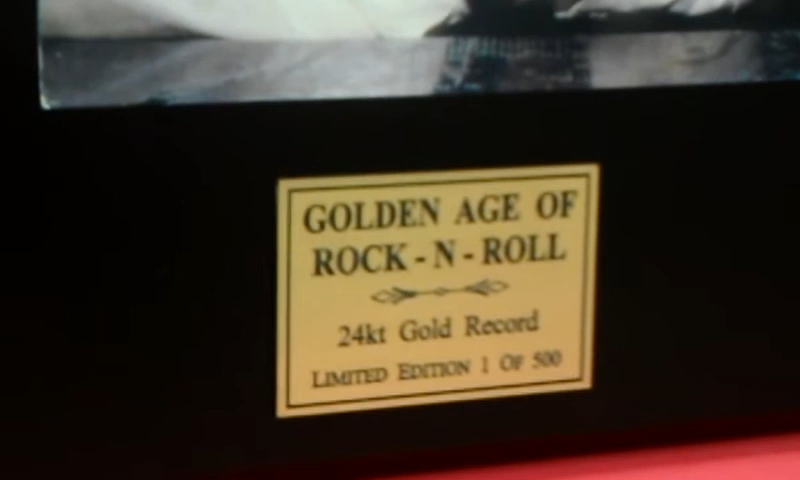 GOLDEN AGE OF
ROCK-N-ROLL
24kt Gold Record
LIMITED EDITION 1 OF 500